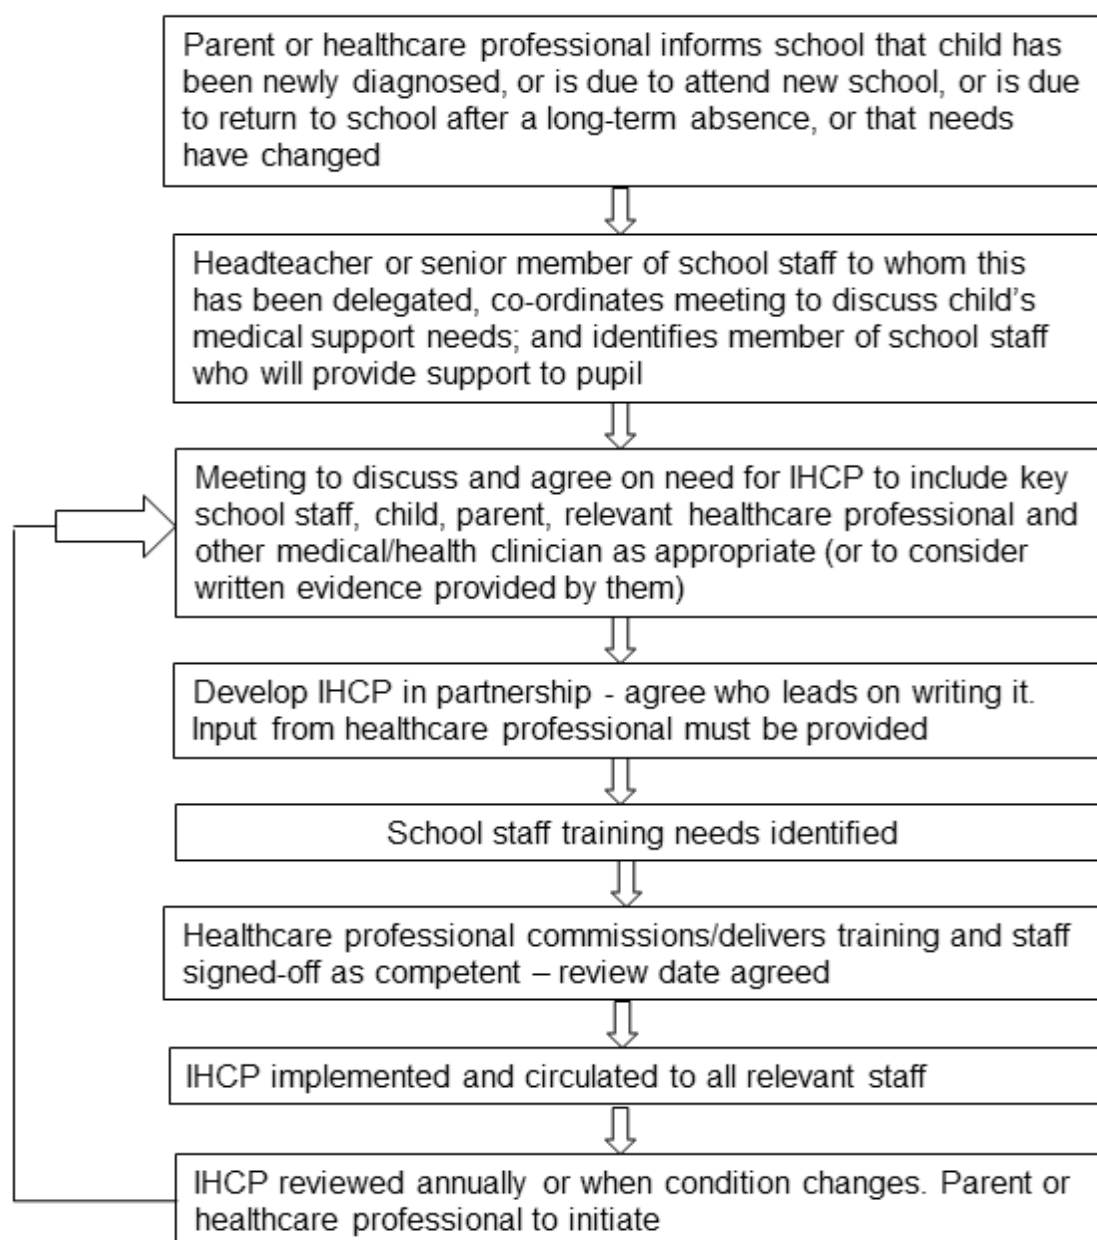 Parent or healthcare professional informs school that child has
been newly diagnosed, or is due to attend new school, or is due
to return to school after a long-term absence, or that needs
have changed
Headteacher or senior member of school staff to whom this
has been delegated, co-ordinates meeting to discuss child's
medical support needs; and identifies member of school staff
who will provide support to pupil
Meeting to discuss and agree on need for IHCP to include key
school staff, child, parent, relevant healthcare professional and
other medical/health clinician as appropriate (or to consider
written evidence provided by them)
Develop IHCP in partnership - agree who leads on writing it.
Input from healthcare professional must be provided
School staff training needs identified
Healthcare professional commissions/delivers training and staff
signed-off as competent – review date agreed
IHCP implemented and circulated to all relevant staff
IHCP reviewed annually or when condition changes. Parent or
healthcare professional to initiate